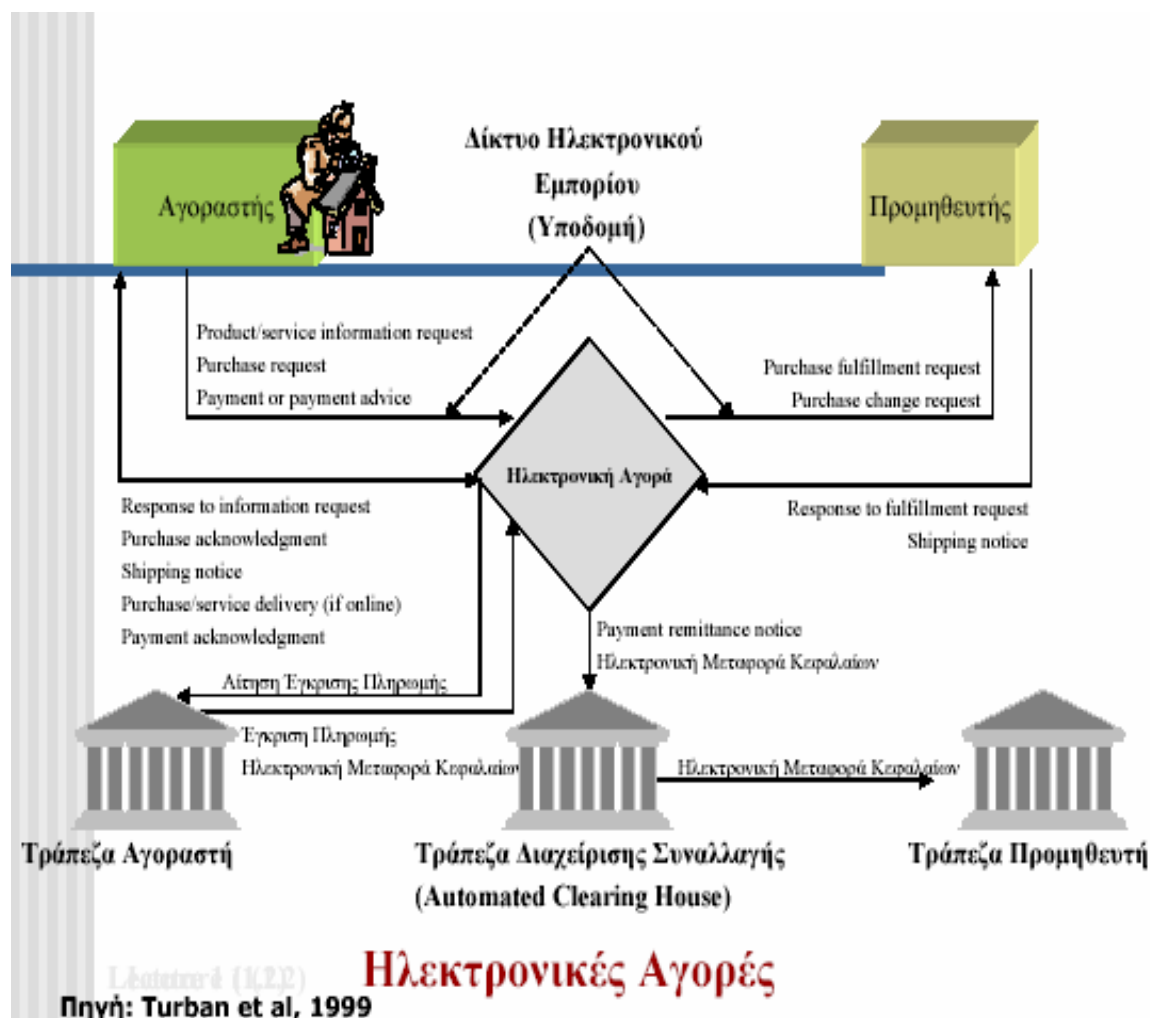 Δίκτυο Ηλεκτρονικού
Εμπορίου
(Υποδομή)
Αγοραστής
Προμηθευτής
Product/service information request
Purchase request
Payment or payment advice
Purchase fulfillment request
Purchase change request
Ηλεκτρονική Αγορά
Response to information request
Purchase acknowledgment
Shipping notice
Purchase/service delivery (if online)
Payment acknowledgment
Response to fulfillment request
Shipping notice
Payment remittance notice
Ηλεκτρονική Μεταφορά Κεφαλαίων
Αίτηση Έγκρισης Πληρωμής
Έγκριση Πληρωμής
Ηλεκτρονική Μεταφορά Κεφαλαίων
Ηλεκτρονική Μεταφορά Κεφαλαίων
Τράπεζα Αγοραστή
Τράπεζα Διαχείρισης Συναλλαγής
(Automated Clearing House)
Τράπεζα Προμηθευτή
Ηλεκτρονικές Αγορές
Πηγή: Turban et al, 1999